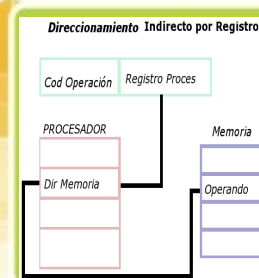 Direccionamiento Indirecto por Registro
Cod Operación Registro Proces
PROCESADOR Memoria
Dir Memoria Operando